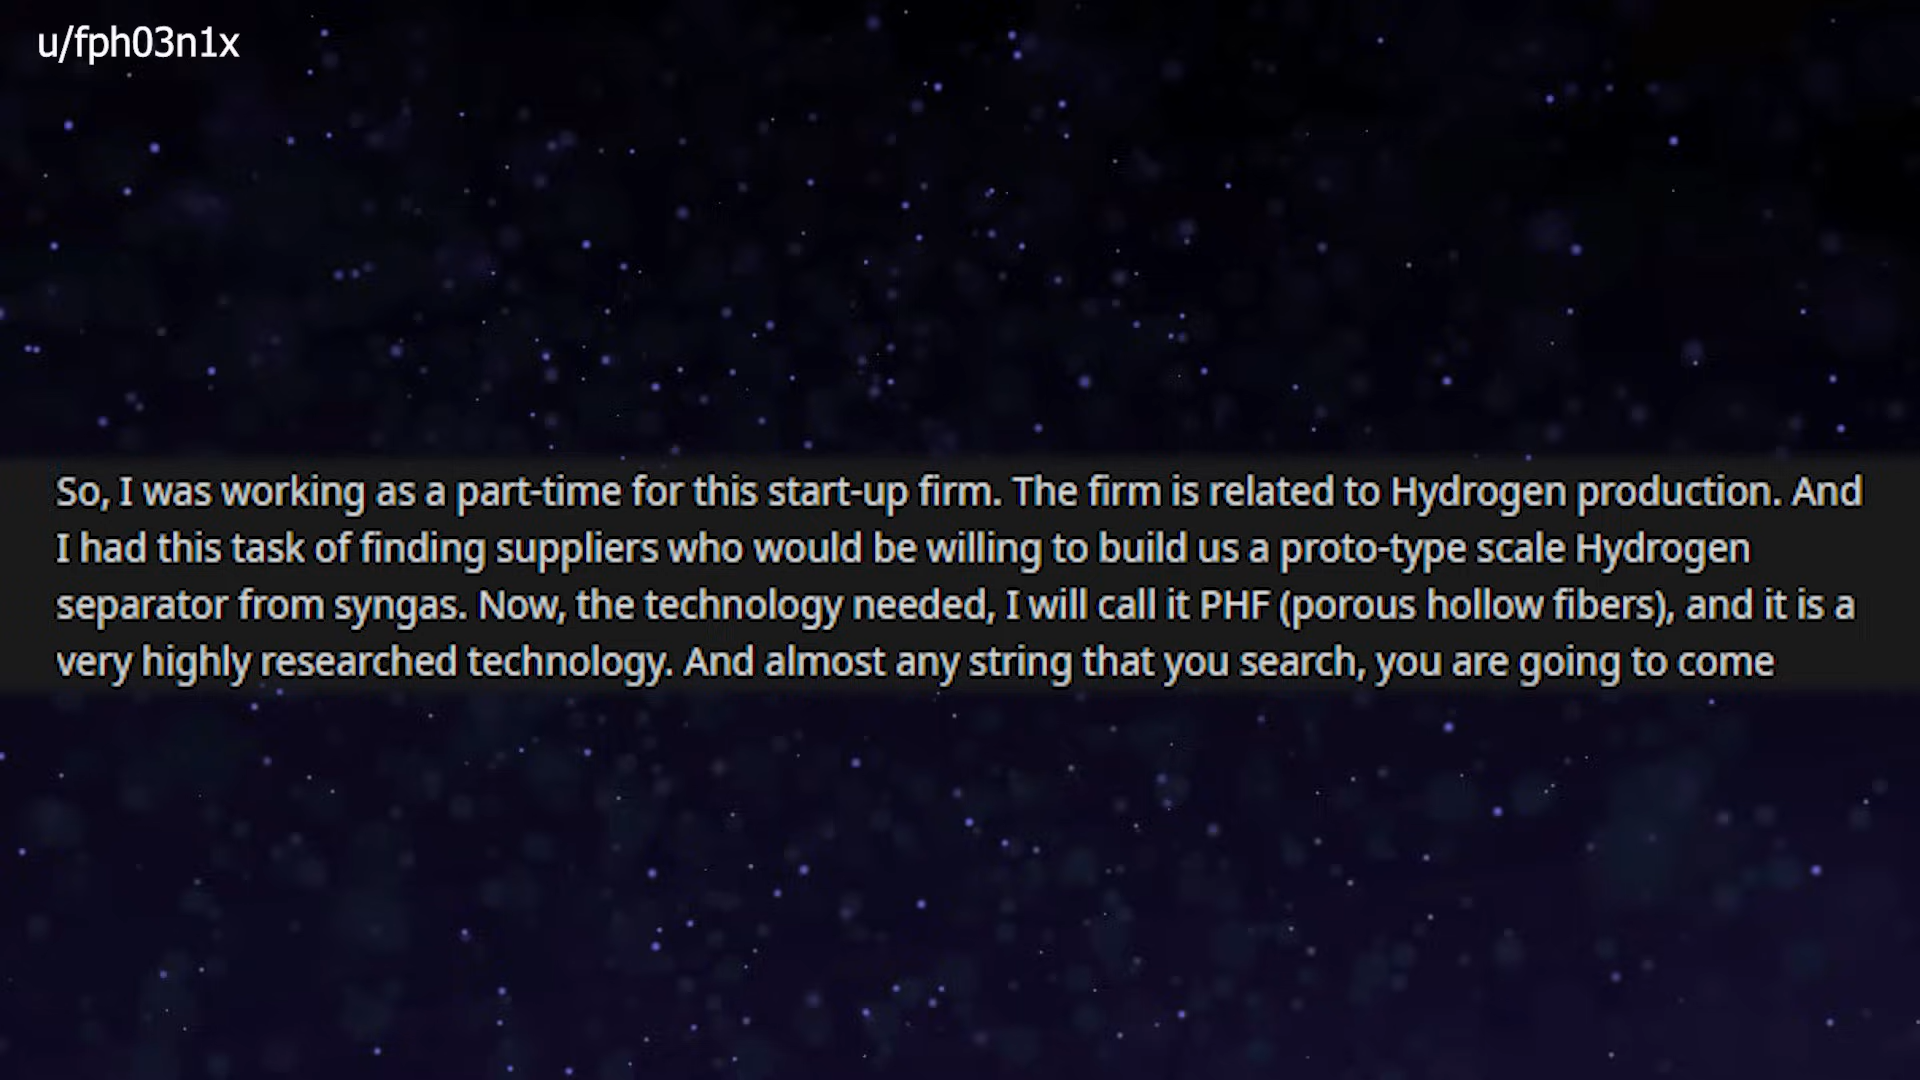 u/fph03n1x
So, I was working as a part-time for this start-up firm. The firm is related to Hydrogen production. And
I had this task of finding suppliers who would be willing to build us a proto-type scale Hydrogen
separator from syngas. Now, the technology needed, I will call it PHF (porous hollow fibers), and it is a
very highly researched technology. And almost any string that you search, you are going to come